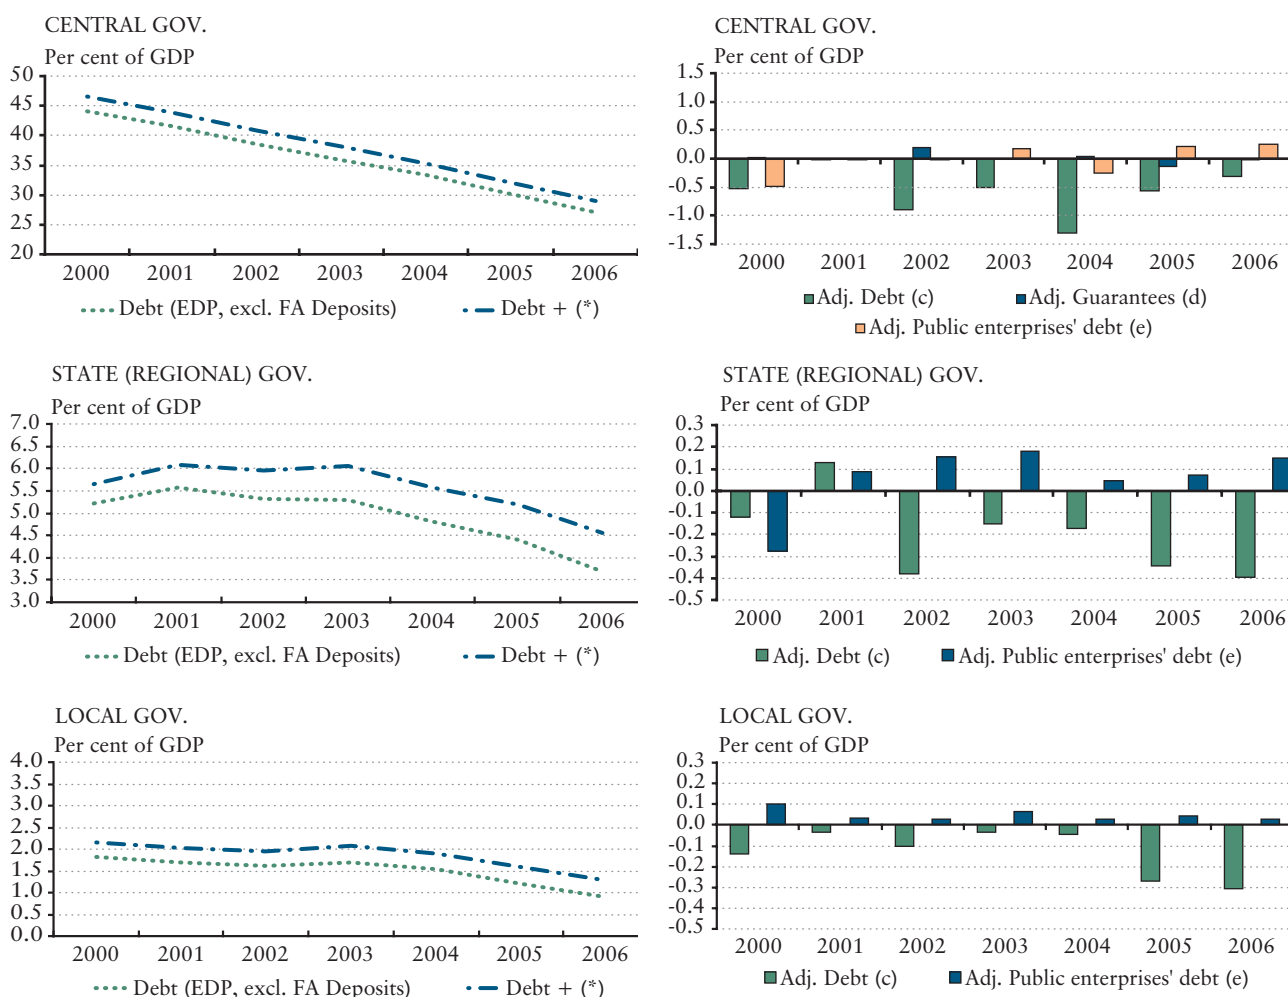 CENTRAL GOV.
Per cent of GDP
50
45
40
35
30
25
20
2000 2001 2002 2003 2004 2005 2006
Debt (EDP, excl. FA Deposits) Debt + (*)
CENTRAL GOV.
Per cent of GDP
1.5
1.0
0.5
0.0
-0.5
-1.0
-1.5
2000 2001 2002 2003 2004 2005 2006
Adj. Debt (c) Adj. Guarantees (d)
Adj. Public enterprises' debt (e)
STATE (REGIONAL) GOV.
Per cent of GDP
7.0
6.5
6.0
5.5
5.0
4.5
4.0
3.5
3.0
2000 2001 2002 2003 2004 2005 2006
Debt (EDP, excl. FA Deposits) Debt + (*)
STATE (REGIONAL) GOV.
Per cent of GDP
0.3
0.2
0.1
0.0
-0.1
-0.2
-0.3
-0.4
-0.5
2000 2001 2002 2003 2004 2005 2006
Adj. Debt (c) Adj. Public enterprises' debt (e)
LOCAL GOV.
Per cent of GDP
4.0
3.5
3.0
2.5
2.0
1.5
1.0
0.5
0.0
2000 2001 2002 2003 2004 2005 2006
Debt (EDP, excl. FA Deposits) Debt + (*)
LOCAL GOV.
Per cent of GDP
0.3
0.2
0.1
0.0
-0.1
-0.2
-0.3
-0.4
-0.5
2000 2001 2002 2003 2004 2005 2006
Adj. Debt (c) Adj. Public enterprises' debt (e)